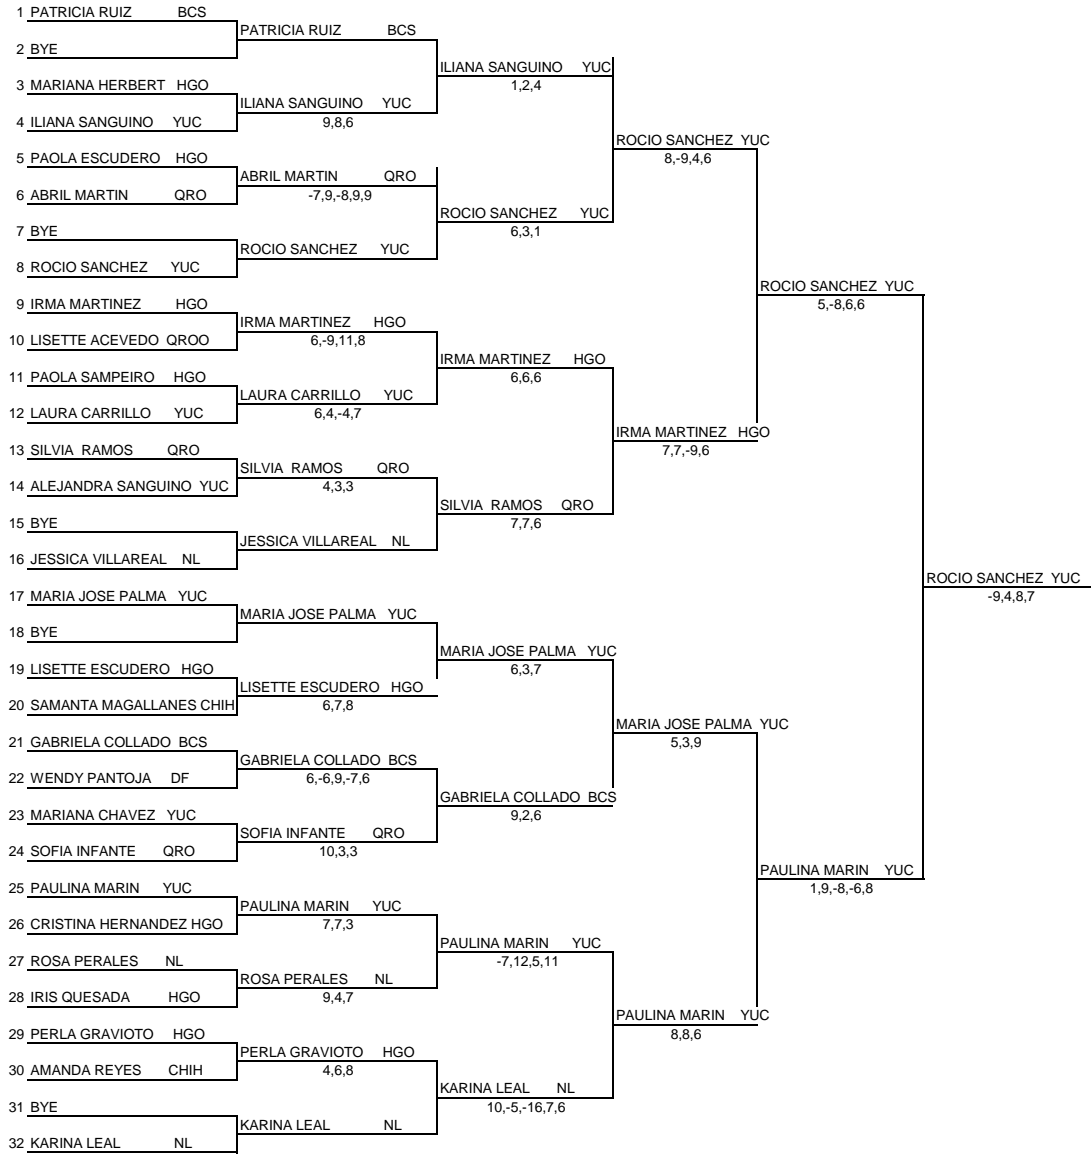 1 PATRICIA RUIZ BCS
PATRICIA RUIZ BCS
2 BYE
ILIANA SANGUINO YUC
1,2,4
3 MARIANA HERBERT HGO
ILIANA SANGUINO YUC
9,8,6
4 ILIANA SANGUINO YUC
ROCIO SANCHEZ YUC
8,-9,4,6
5 PAOLA ESCUDERO HGO
ABRIL MARTIN QRO
-7,9,-8,9,9
6 ABRIL MARTIN QRO
ROCIO SANCHEZ YUC
6,3,1
7 BYE
ROCIO SANCHEZ YUC
8 ROCIO SANCHEZ YUC
ROCIO SANCHEZ YUC
5,-8,6,6
9 IRMA MARTINEZ HGO
IRMA MARTINEZ HGO
6,-9,11,8
10 LISETTE ACEVEDO QROO
IRMA MARTINEZ HGO
6,6,6
11 PAOLA SAMPEIRO HGO
LAURA CARRILLO YUC
6,4,-4,7
12 LAURA CARRILLO YUC
IRMA MARTINEZ HGO
7,7,-9,6
13 SILVIA RAMOS QRO
SILVIA RAMOS QRO
4,3,3
14 ALEJANDRA SANGUINO YUC
SILVIA RAMOS QRO
7,7,6
15 BYE
JESSICA VILLAREAL NL
16 JESSICA VILLAREAL NL
ROCIO SANCHEZ YUC
-9,4,8,7
17 MARIA JOSE PALMA YUC
MARIA JOSE PALMA YUC
18 BYE
MARIA JOSE PALMA YUC
6,3,7
19 LISETTE ESCUDERO HGO
LISETTE ESCUDERO HGO
6,7,8
20 SAMANTA MAGALLANES CHIH
MARIA JOSE PALMA YUC
5,3,9
21 GABRIELA COLLADO BCS
GABRIELA COLLADO BCS
6,-6,9,-7,6
22 WENDY PANTOJA DF
GABRIELA COLLADO BCS
9,2,6
23 MARIANA CHAVEZ YUC
SOFIA INFANTE QRO
10,3,3
24 SOFIA INFANTE QRO
PAULINA MARIN YUC
1,9,-8,-6,8
25 PAULINA MARIN YUC
PAULINA MARIN YUC
7,7,3
26 CRISTINA HERNANDEZ HGO
PAULINA MARIN YUC
-7,12,5,11
27 ROSA PERALES NL
ROSA PERALES NL
9,4,7
28 IRIS QUESADA HGO
PAULINA MARIN YUC
8,8,6
29 PERLA GRAVIOTO HGO
PERLA GRAVIOTO HGO
4,6,8
30 AMANDA REYES CHIH
KARINA LEAL NL
10,-5,-16,7,6
31 BYE
KARINA LEAL NL
32 KARINA LEAL NL